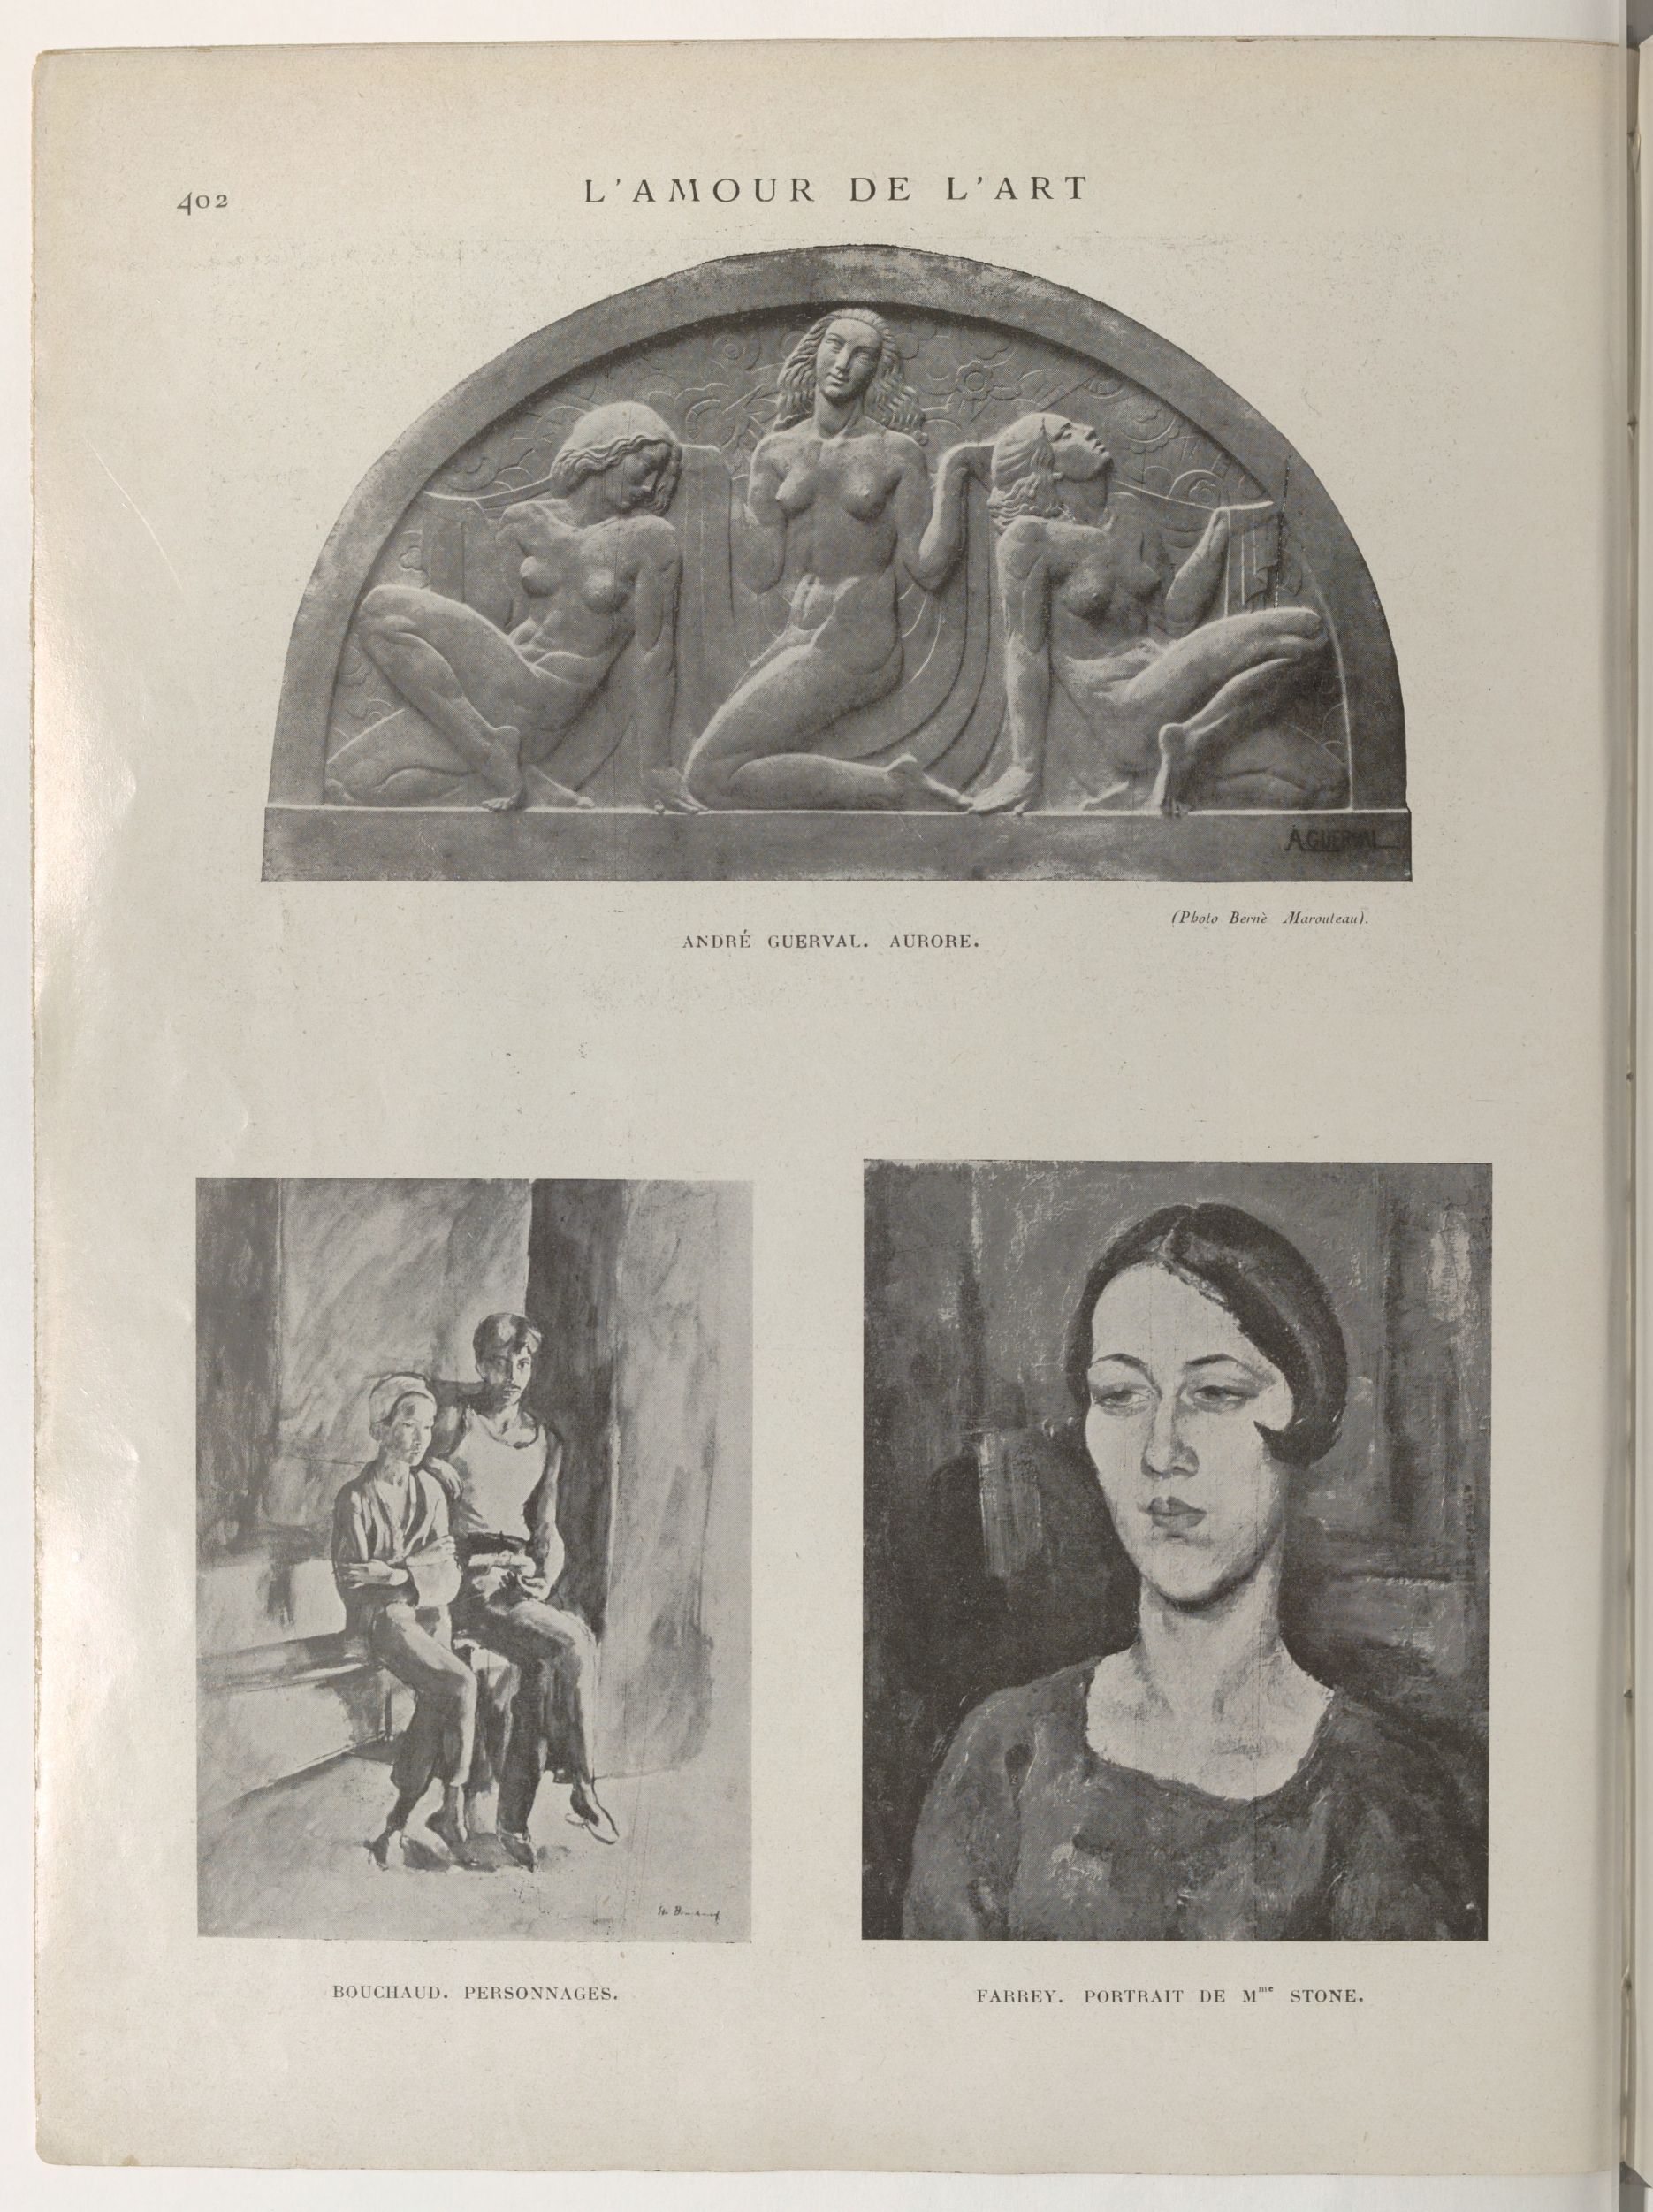 402
L'AMOUR DE L'ART
A.GUERVAL
(Photo Bernè Marouteau).
ANDRÉ GUERVAL. AURORE.
BOUCHAUD. PERSONNAGES.
FARREY. PORTRAIT DE Mme STONE.